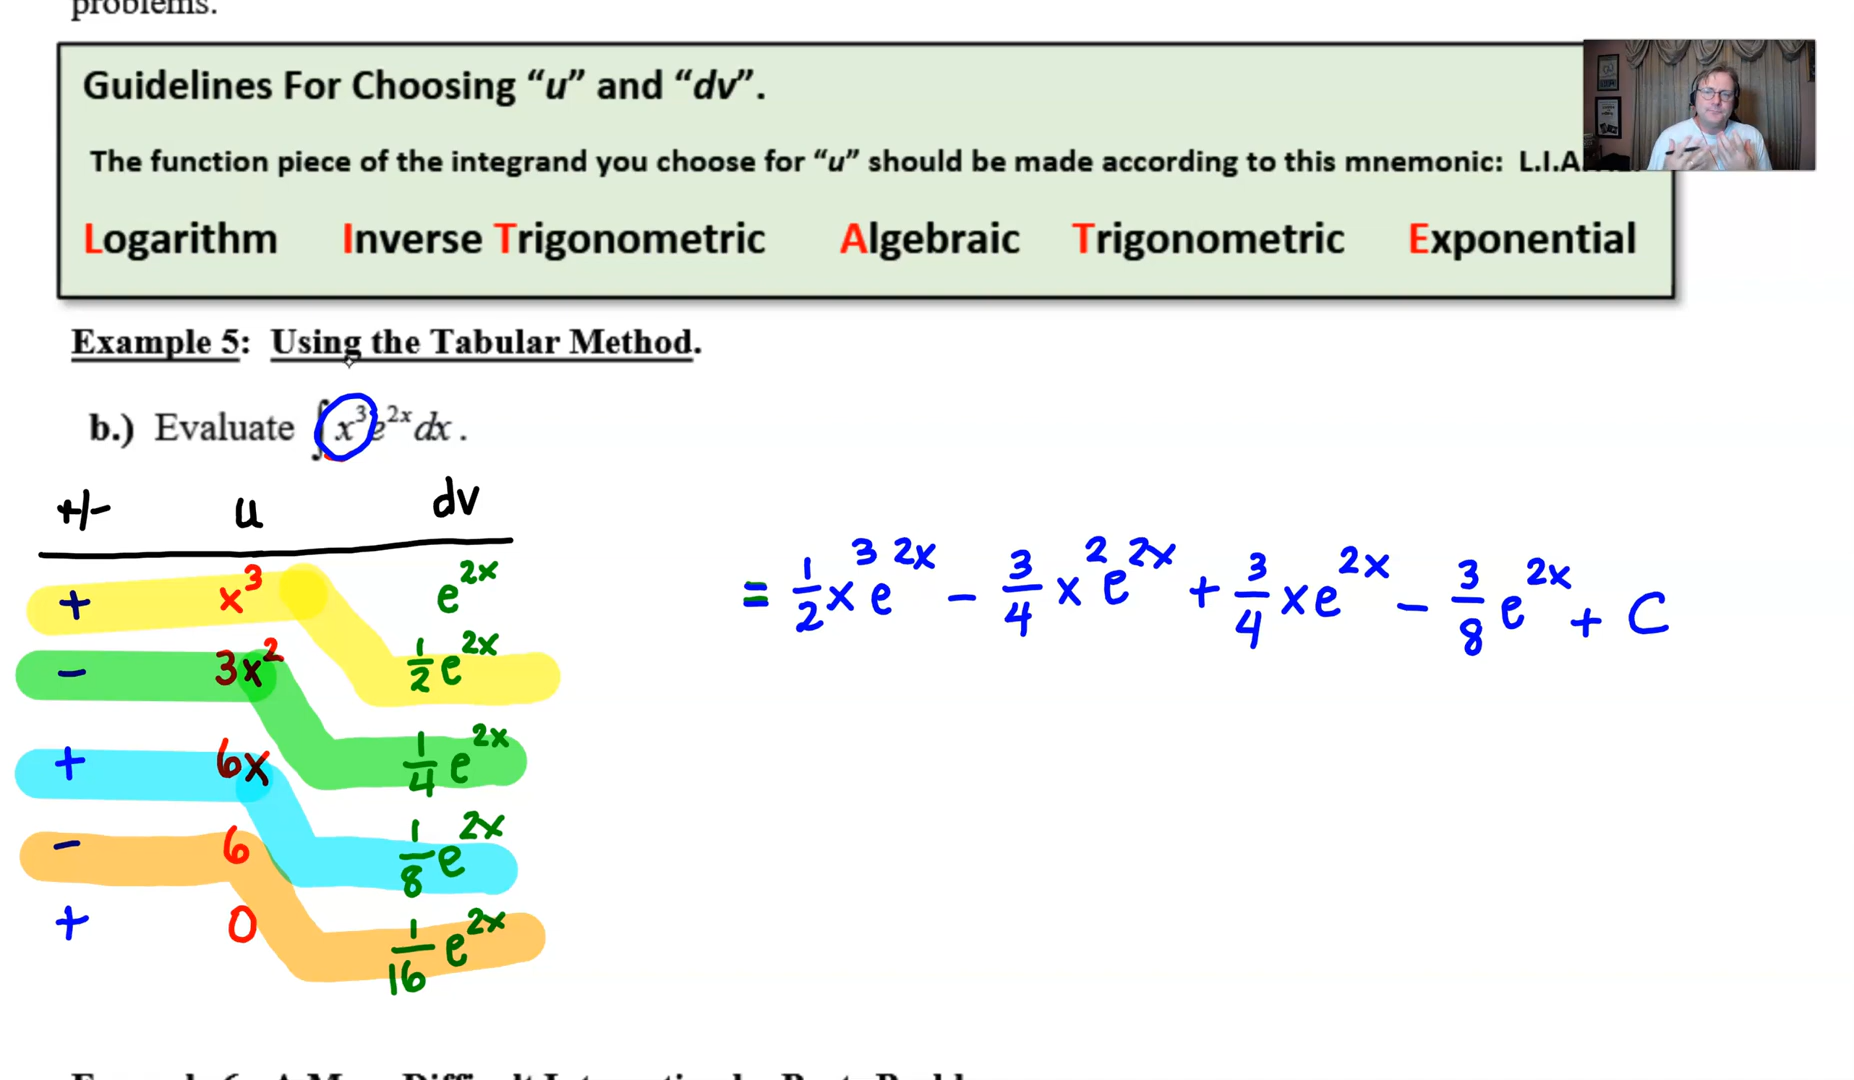 problems.
Guidelines For Choosing “u” and “dv”.
The function piece of the integrand you choose for “u” should be made according to this mnemonic: L.I.A.
Logarithm Inverse Trigonometric Algebraic Trigonometric Exponential
Example 5: Using the Tabular Method.
b.) Evaluate ∫x³e²ˣ dx.
+/- u dv
+ x³ e²ˣ
- 3x² 1/2 e²ˣ
+ 6x 1/4 e²ˣ
- 6 1/8 e²ˣ
+ 0 1/16 e²ˣ
= 1/2 x³e²ˣ - 3/4 x²e²ˣ + 3/4 xe²ˣ - 3/8 e²ˣ + C